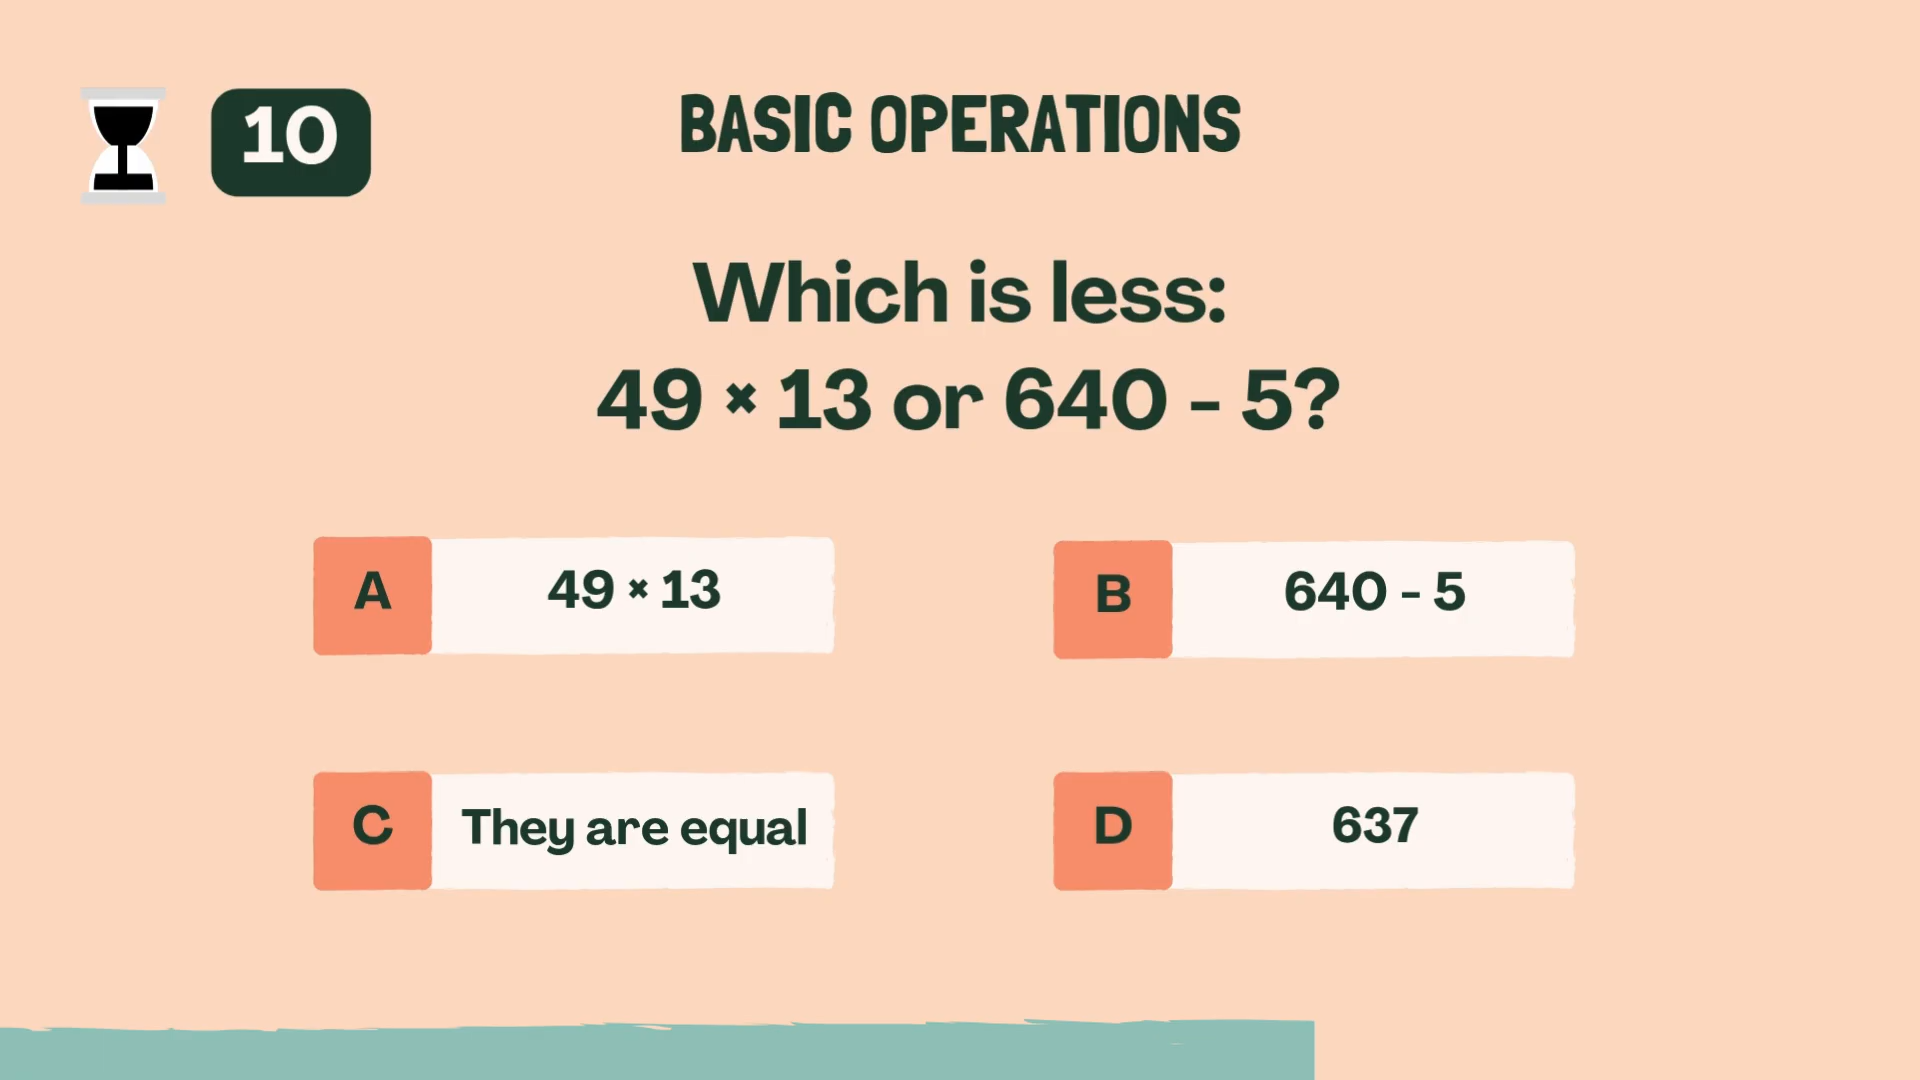 10
BASIC OPERATIONS
Which is less:
49 × 13 or 640 - 5?
A 49 × 13
B 640 - 5
C They are equal
D 637